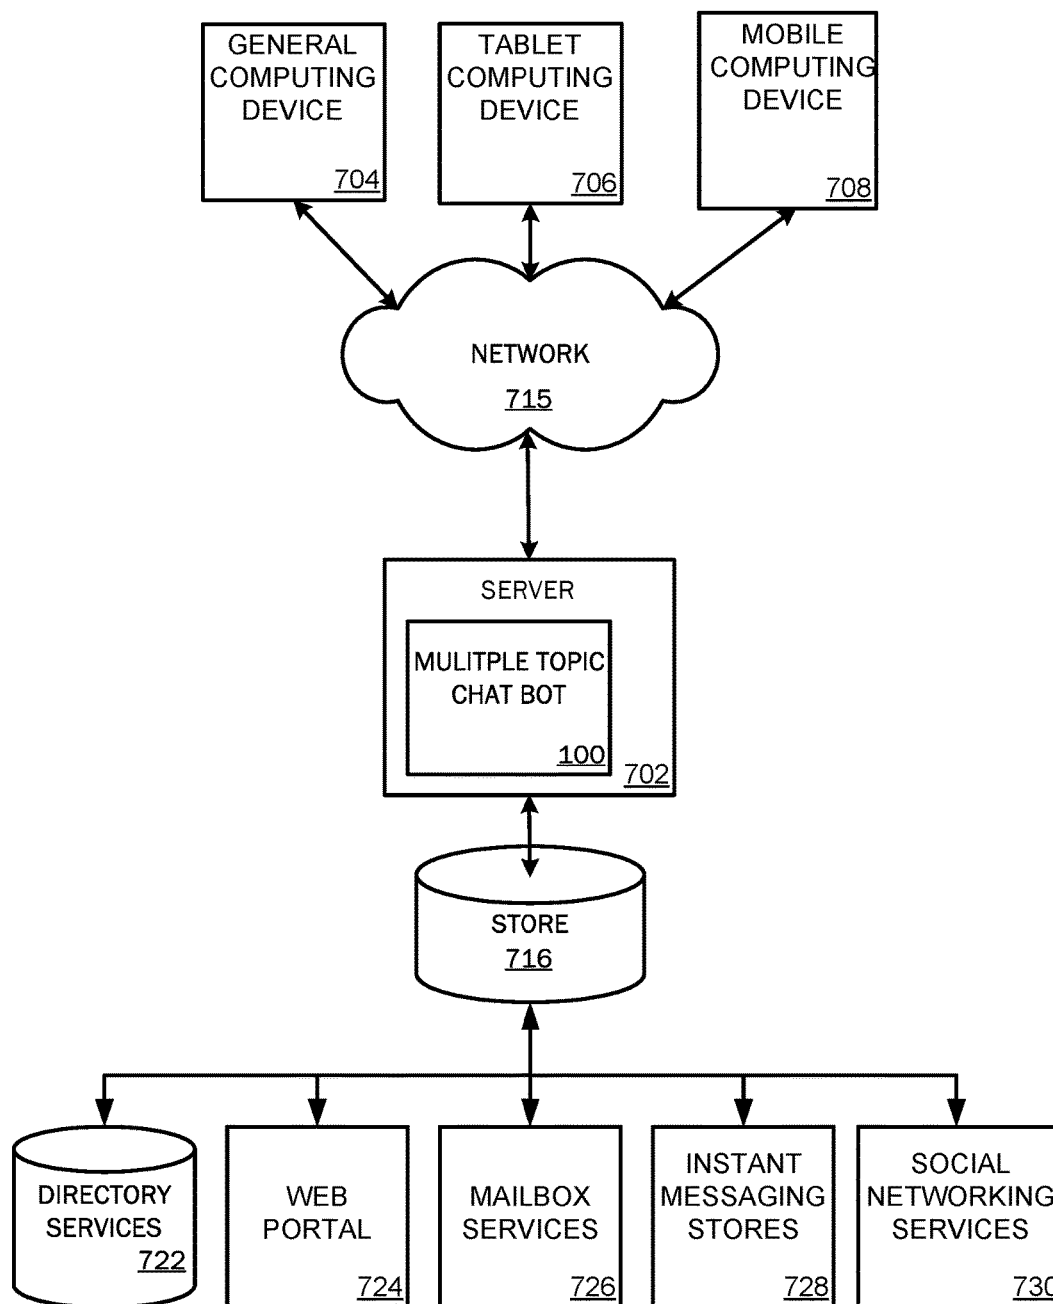 GENERAL
COMPUTING
DEVICE
704
TABLET
COMPUTING
DEVICE
706
MOBILE
COMPUTING
DEVICE
708
NETWORK
715
SERVER
MULITPLE TOPIC
CHAT BOT
100
702
STORE
716
DIRECTORY
SERVICES
722
WEB
PORTAL
724
MAILBOX
SERVICES
726
INSTANT
MESSAGING
STORES
728
SOCIAL
NETWORKING
SERVICES
730